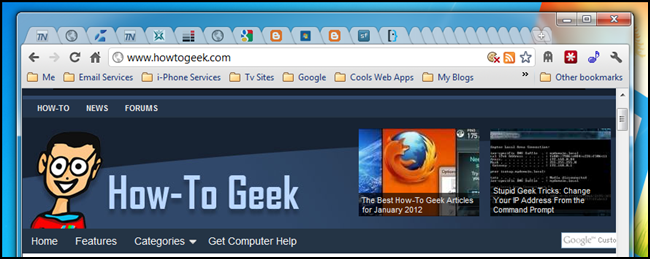 TN
TN
sf
www.howtogeek.com
Me Email Services i-Phone Services Tv Sites Google Cools Web Apps My Blogs » Other bookmarks
HOW-TO NEWS FORUMS
How-To Geek
The Best How-To Geek Articles
for January 2012
Stupid Geek Tricks: Change
Your IP Address From the
Command Prompt
Home Features Categories Get Computer Help
Google™ Custo